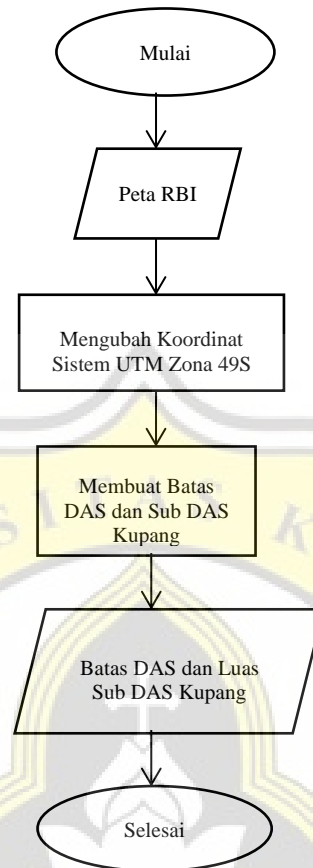 Mulai
Peta RBI
Mengubah Koordinat
Sistem UTM Zona 49S
Membuat Batas
DAS dan Sub DAS
Kupang
Batas DAS dan Luas
Sub DAS Kupang
Selesai